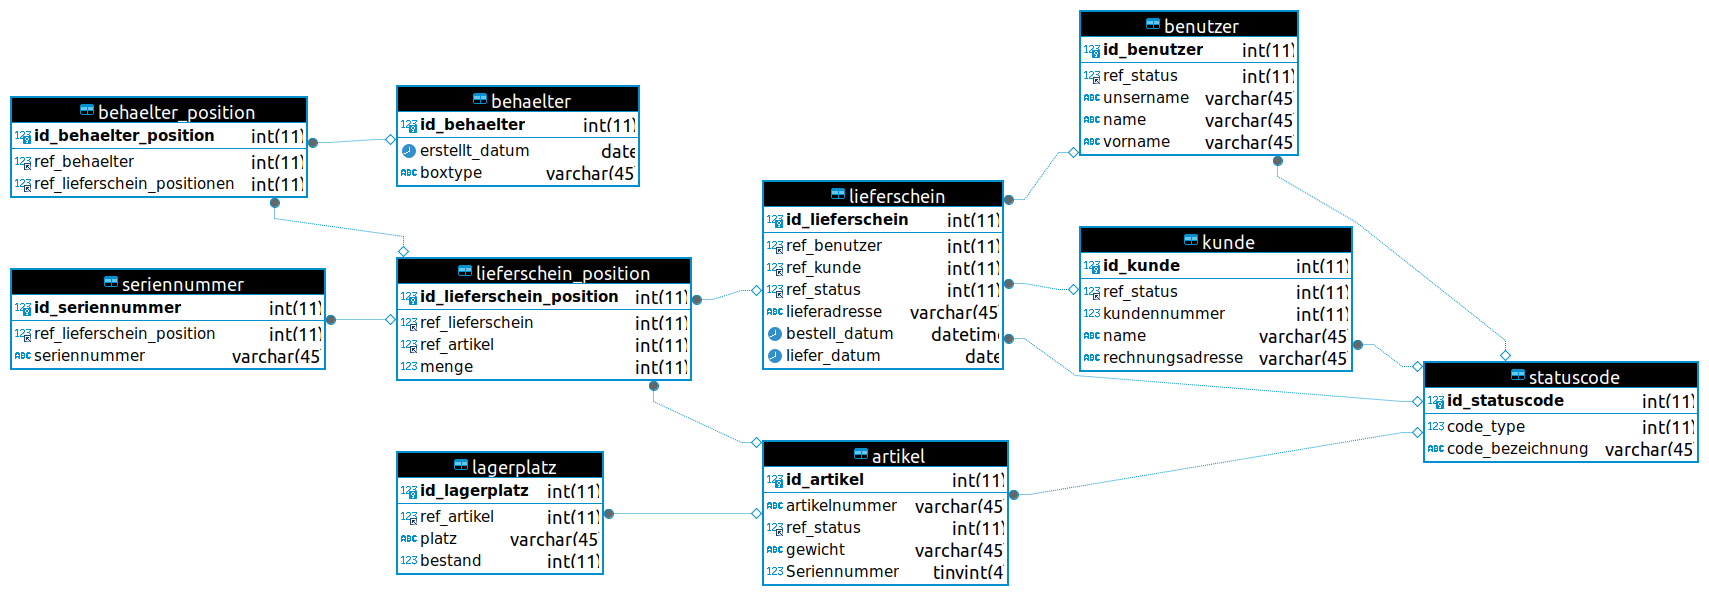 behaelter_position
id_behaelter_position int(11)
ref_behaelter int(11)
ref_lieferschein_positionen int(11)
behaelter
id_behaelter int(11)
erstellt_datum date
boxtype varchar(45
seriennummer
id_seriennummer int(11)
ref_lieferschein_position int(11)
seriennummer varchar(45
lieferschein_position
id_lieferschein_position int(11)
ref_lieferschein int(11)
ref_artikel int(11)
menge int(11)
lagerplatz
id_lagerplatz int(11)
ref_artikel int(11)
platz varchar(45
bestand int(11)
lieferschein
id_lieferschein int(11)
ref_benutzer int(11)
ref_kunde int(11)
ref_status int(11)
lieferadresse varchar(45
bestell_datum datetime
liefer_datum date
artikel
id_artikel int(11)
artikelnummer varchar(45
ref_status int(11)
gewicht varchar(45
Seriennummer tinyint(4
benutzer
id_benutzer int(11)
ref_status int(11)
unsername varchar(45
name varchar(45
vorname varchar(45
kunde
id_kunde int(11)
ref_status int(11)
kundennummer int(11)
name varchar(45
rechnungsadresse varchar(45
statuscode
id_statuscode int(11)
code_type int(11)
code_bezeichnung varchar(45